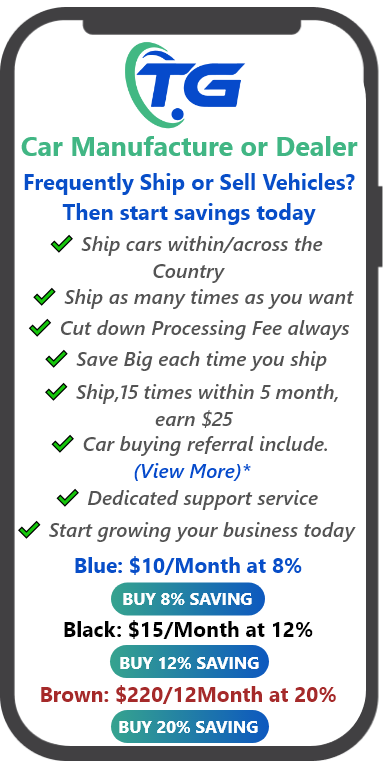 TG
Car Manufacture or Dealer
Frequently Ship or Sell Vehicles?
Then start savings today
Ship cars within/across the
Country
Ship as many times as you want
Cut down Processing Fee always
Save Big each time you ship
Ship,15 times within 5 month,
earn $25
Car buying referral include.
(View More)*
Dedicated support service
Start growing your business today
Blue: $10/Month at 8%
BUY 8% SAVING
Black: $15/Month at 12%
BUY 12% SAVING
Brown: $220/12Month at 20%
BUY 20% SAVING